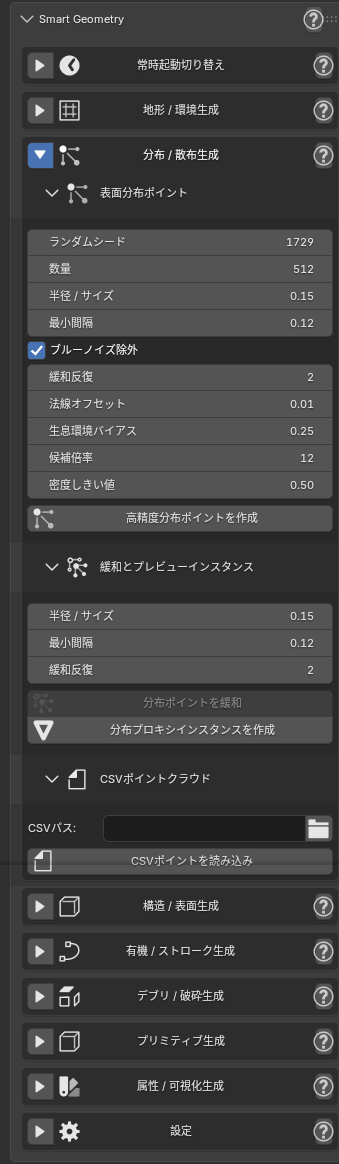 Smart Geometry
常時起動切り替え
地形 / 環境生成
分布 / 散布生成
表面分布ポイント
ランダムシード 1729
数量 512
半径 / サイズ 0.15
最小間隔 0.12
ブルーノイズ除外
緩和反復 2
法線オフセット 0.01
生息環境バイアス 0.25
候補倍率 12
密度しきい値 0.50
高精度分布ポイントを作成
緩和とプレビューインスタンス
半径 / サイズ 0.15
最小間隔 0.12
緩和反復 2
分布ポイントを緩和
分布プロキシインスタンスを作成
CSVポイントクラウド
CSVパス:
CSVポイントを読み込み
構造 / 表面生成
有機 / ストローク生成
デブリ / 破砕生成
プリミティブ生成
属性 / 可視化生成
設定